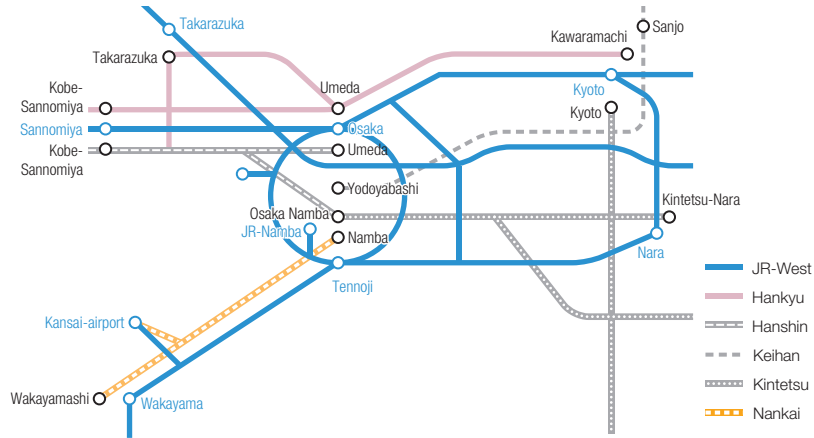 Takarazuka
Sanjo
Kawaramachi
Takarazuka
Kobe-
Sannomiya
Umeda
Kyoto
Kyoto
Sannomiya
Osaka
Kobe-
Sannomiya
Umeda
Yodoyabashi
Kintetsu-Nara
Osaka Namba
JR-Namba
Namba
Nara
Tennoji
JR-West
Hankyu
Hanshin
Keihan
Kintetsu
Nankai
Kansai-airport
Wakayamashi
Wakayama